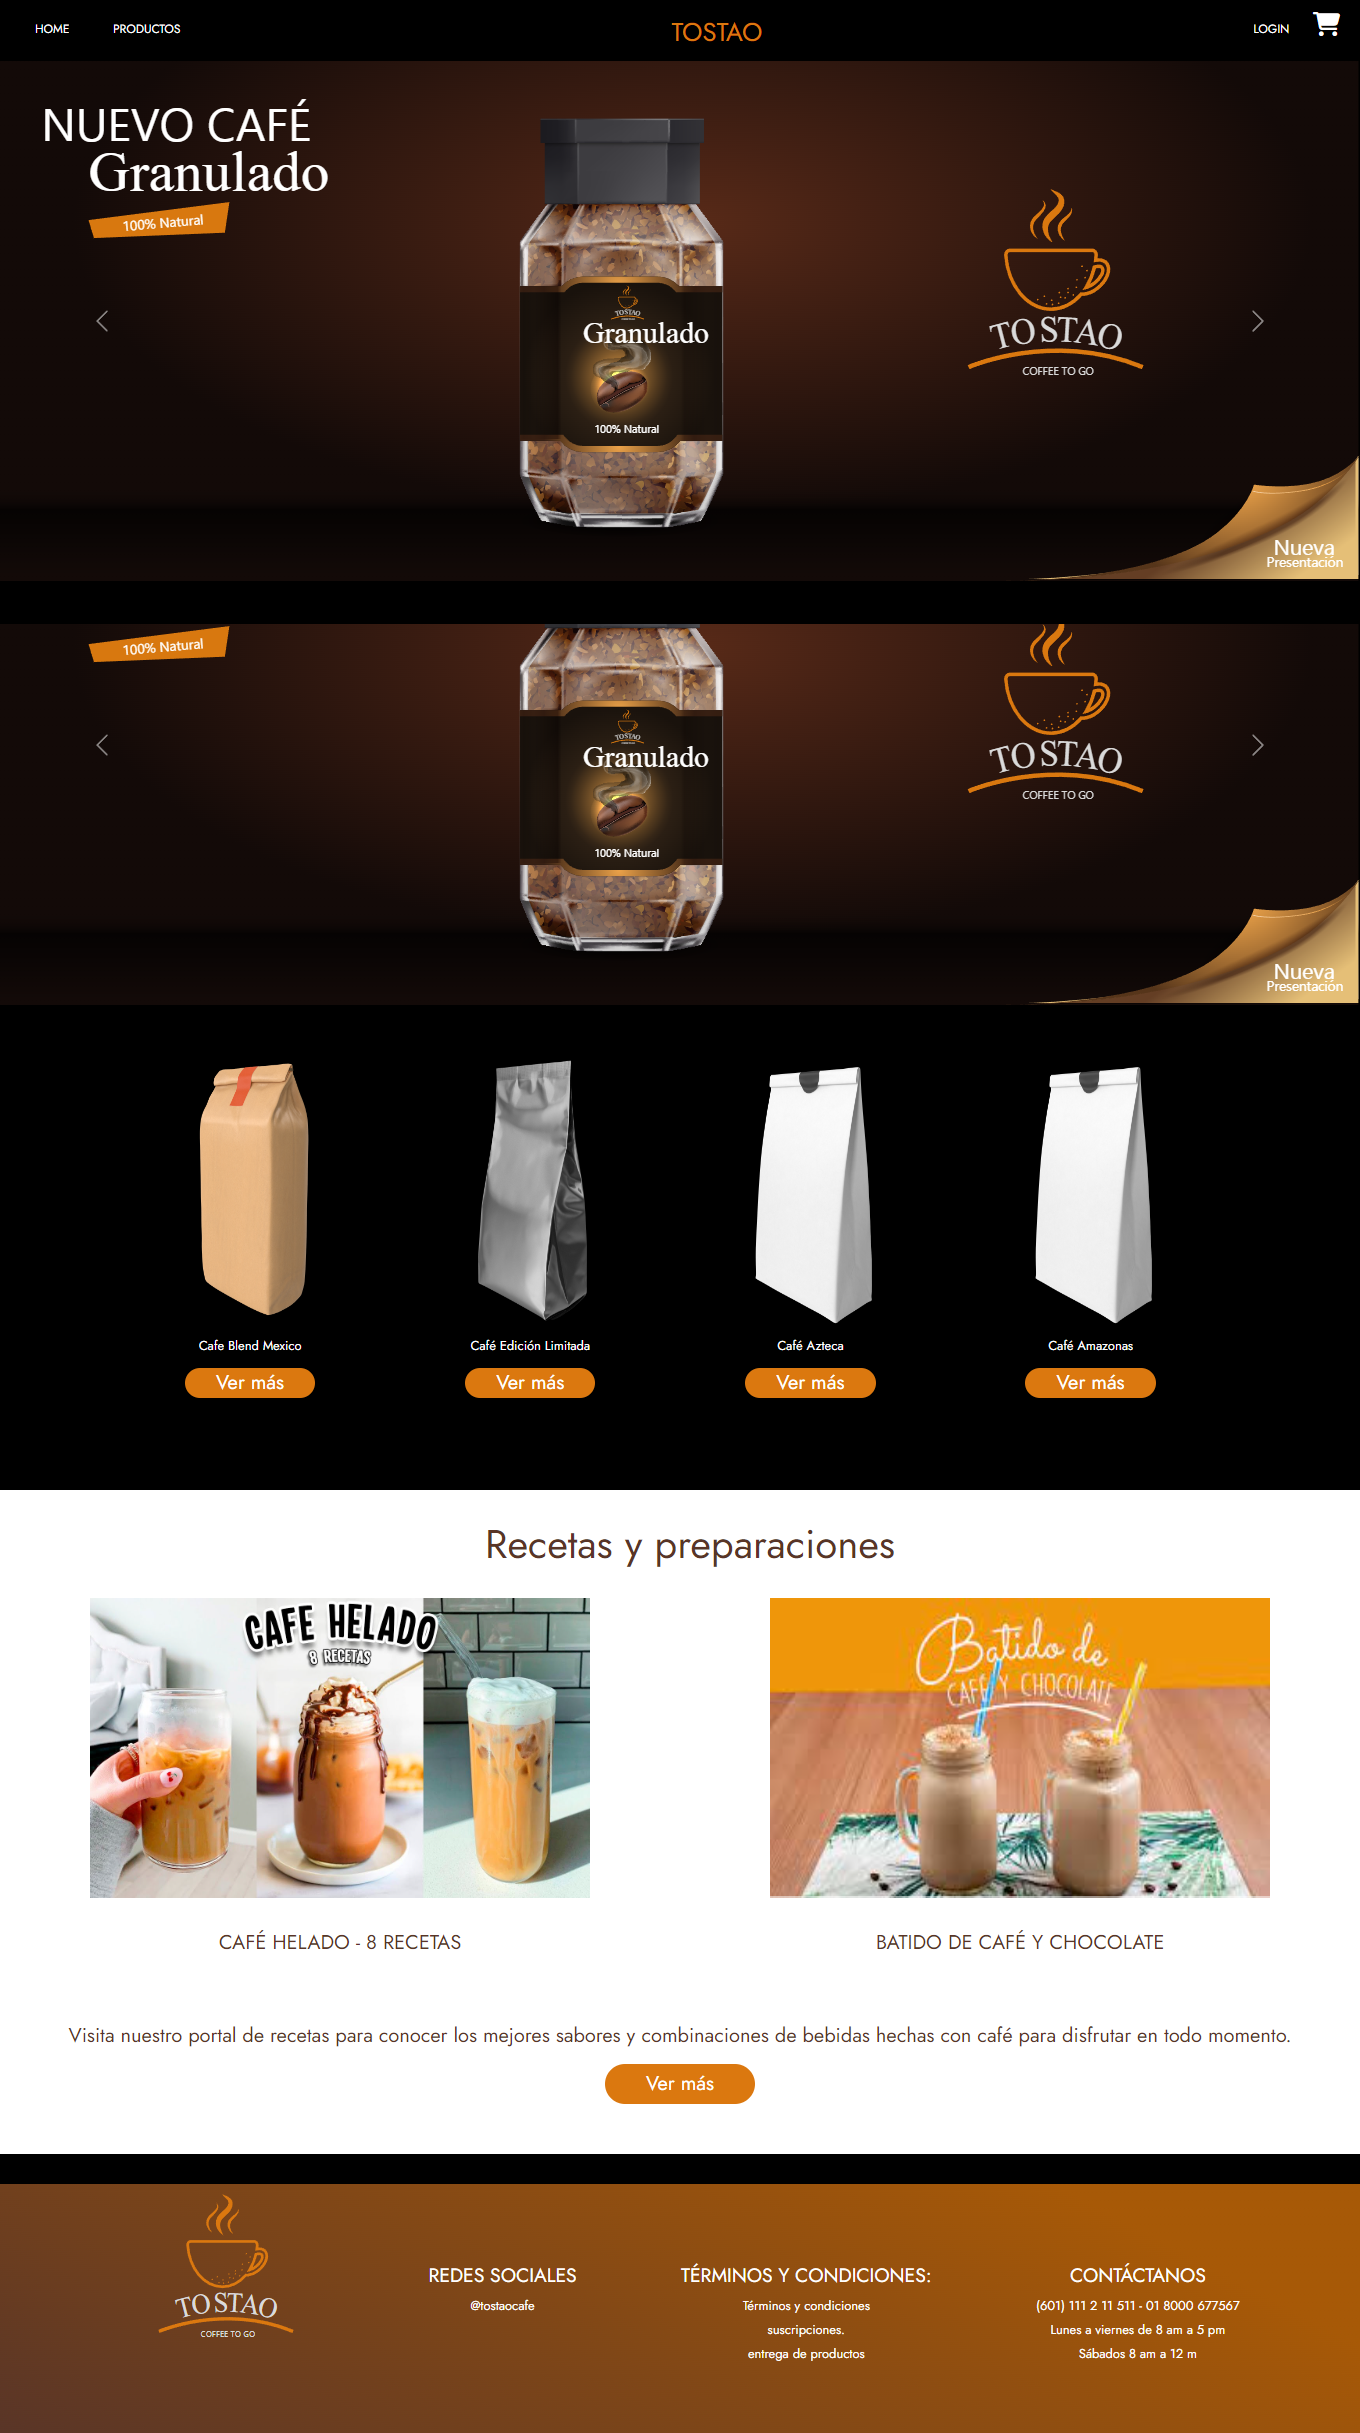 HOME
PRODUCTOS
TOSTAO
LOGIN
NUEVO CAFÉ
Granulado
100% Natural
TOSTAO
Granulado
100% Natural
TOSTAO
COFFEE TO GO
Nueva
Presentación
100% Natural
TOSTAO
Granulado
100% Natural
TOSTAO
COFFEE TO GO
Nueva
Presentación
Cafe Blend Mexico
Café Edición Limitada
Café Azteca
Café Amazonas
Ver más
Ver más
Ver más
Ver más
Recetas y preparaciones
CAFE HELADO
8 RECETAS
Batido de
CAFÉ Y CHOCOLATE
CAFÉ HELADO - 8 RECETAS
BATIDO DE CAFÉ Y CHOCOLATE
Visita nuestro portal de recetas para conocer los mejores sabores y combinaciones de bebidas hechas con café para disfrutar en todo momento.
Ver más
TOSTAO
COFFEE TO GO
REDES SOCIALES
@tostaocafe
TÉRMINOS Y CONDICIONES:
Términos y condiciones
suscripciones.
entrega de productos
CONTÁCTANOS
(601) 111 2 11 511 - 01 8000 677567
Lunes a viernes de 8 am a 5 pm
Sábados 8 am a 12 m